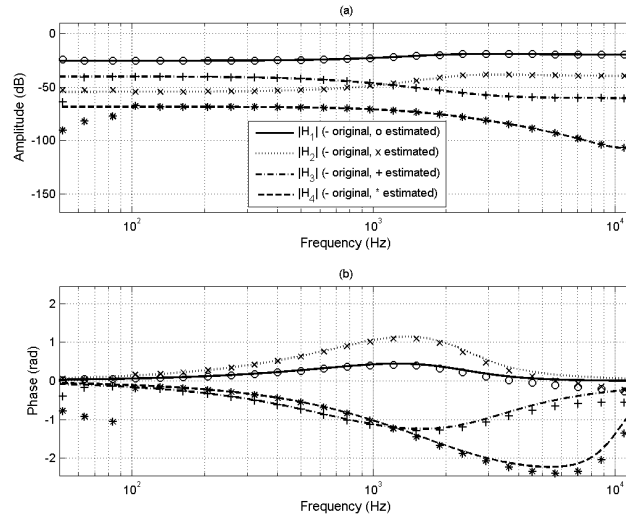 (a)
0
-50
-100
-150
Amplitude (dB)
|H1| (- original, o estimated)
|H2| (- original, x estimated)
|H3| (- original, + estimated)
|H4| (- original, * estimated)
10^2
10^3
10^4
Frequency (Hz)
(b)
2
1
0
-1
-2
Phase (rad)
10^2
10^3
10^4
Frequency (Hz)